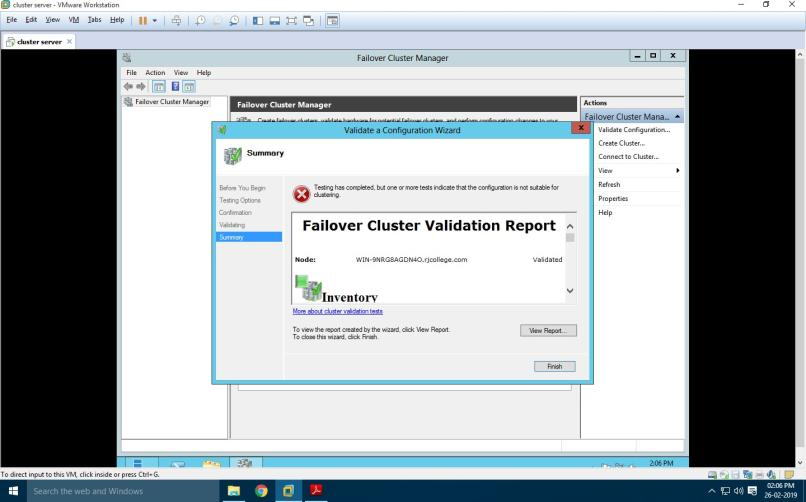 cluster server - VMware Workstation
File Edit View VM Tabs Help
cluster server
Failover Cluster Manager
File Action View Help
Failover Cluster Manager
Failover Cluster Manager
Create failover clusters, validate hardware for potential failover clusters, and perform configuration changes to your
Actions
Failover Cluster Mana...
Validate Configuration...
Create Cluster...
Connect to Cluster...
View
Refresh
Properties
Help
Validate a Configuration Wizard
Summary
Before You Begin
Testing Options
Confirmation
Validating
Summary
Testing has completed, but one or more tests indicate that the configuration is not suitable for
clustering.
Failover Cluster Validation Report
Node: WIN-9NRG8AGDN4O.rjcollege.com Validated
Inventory
More about cluster validation tests
To view the report created by the wizard, click View Report.
To close this wizard, click Finish.
View Report...
Finish
2:06 PM
To direct input to this VM, click inside or press Ctrl+G.
Search the web and Windows
02:06 PM
26-02-2019